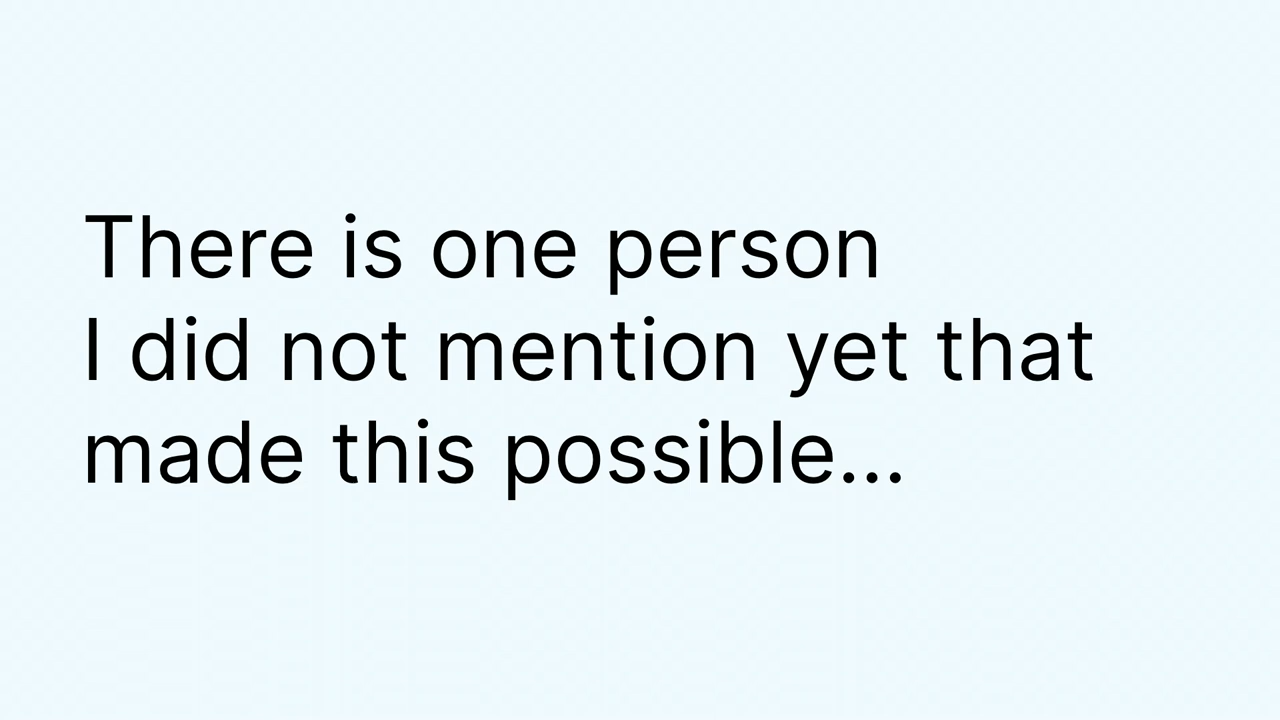 There is one person
I did not mention yet that
made this possible...